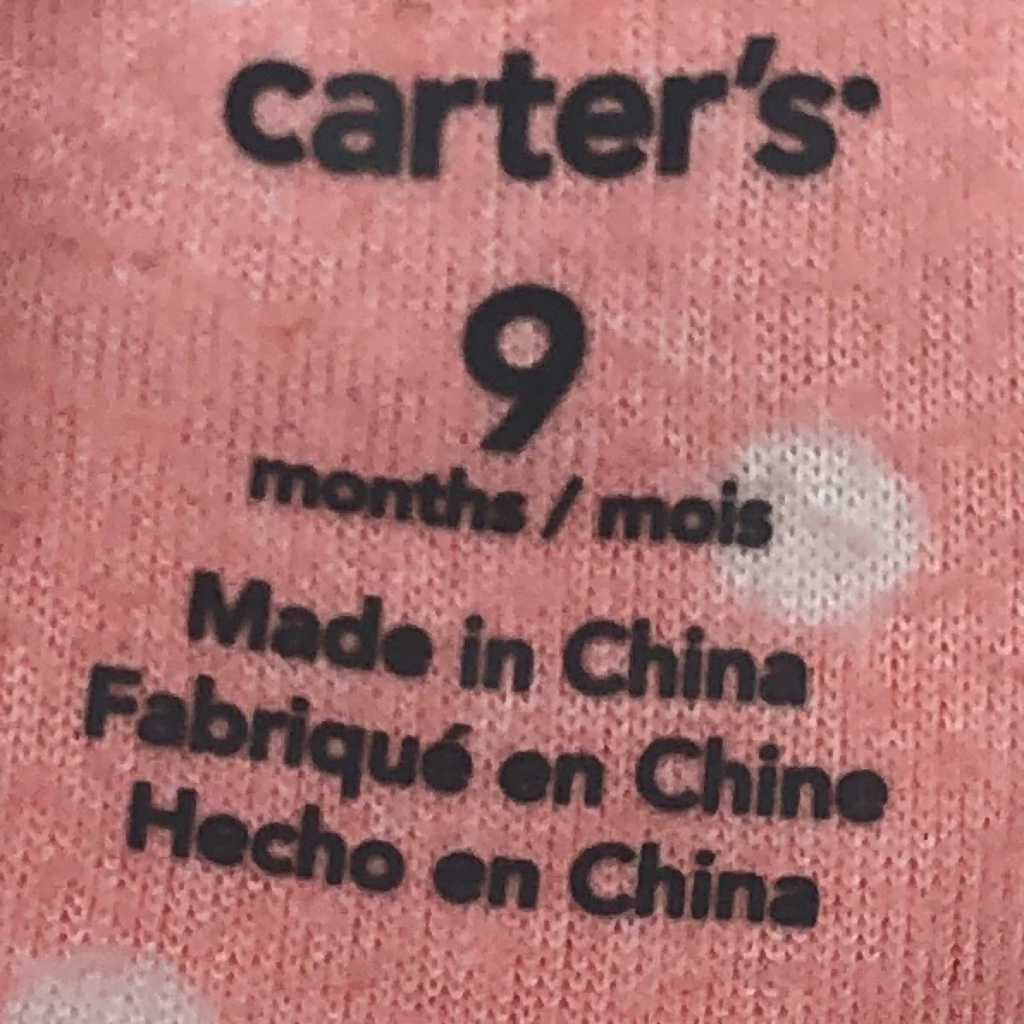 carter's
9
months / mois
Made in China
Fabriqué en Chine
Hecho en China